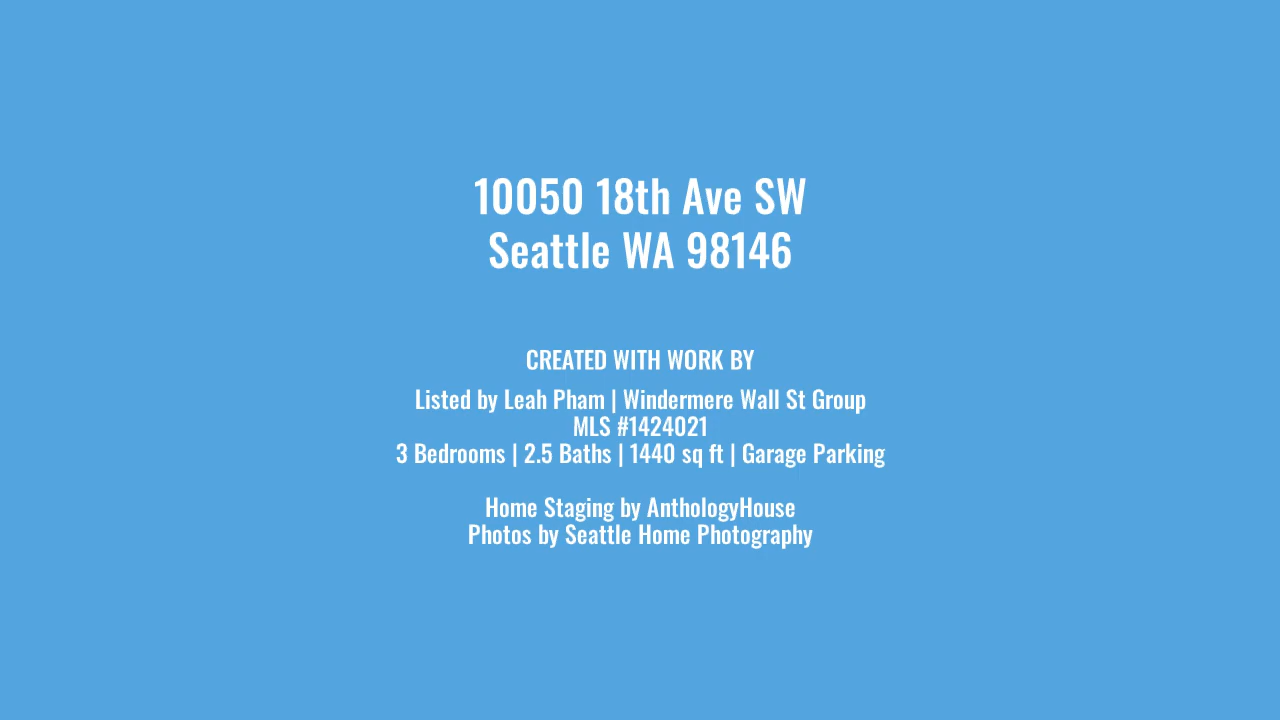 10050 18th Ave SW
Seattle WA 98146
CREATED WITH WORK BY
Listed by Leah Pham | Windermere Wall St Group
MLS #1424021
3 Bedrooms | 2.5 Baths | 1440 sq ft | Garage Parking
Home Staging by AnthologyHouse
Photos by Seattle Home Photography